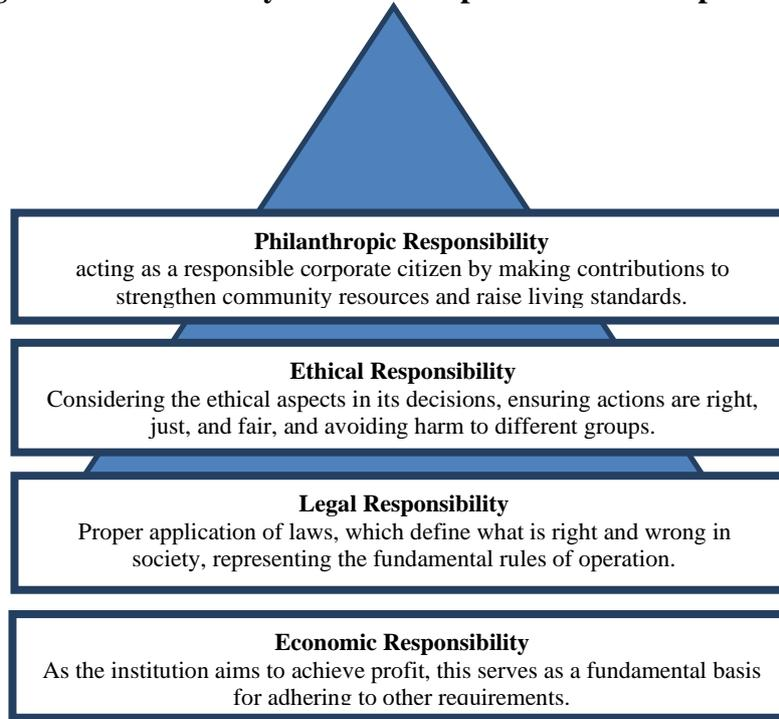 Philanthropic Responsibility
acting as a responsible corporate citizen by making contributions to
strengthen community resources and raise living standards.
Ethical Responsibility
Considering the ethical aspects in its decisions, ensuring actions are right,
just, and fair, and avoiding harm to different groups.
Legal Responsibility
Proper application of laws, which define what is right and wrong in
society, representing the fundamental rules of operation.
Economic Responsibility
As the institution aims to achieve profit, this serves as a fundamental basis
for adhering to other requirements.